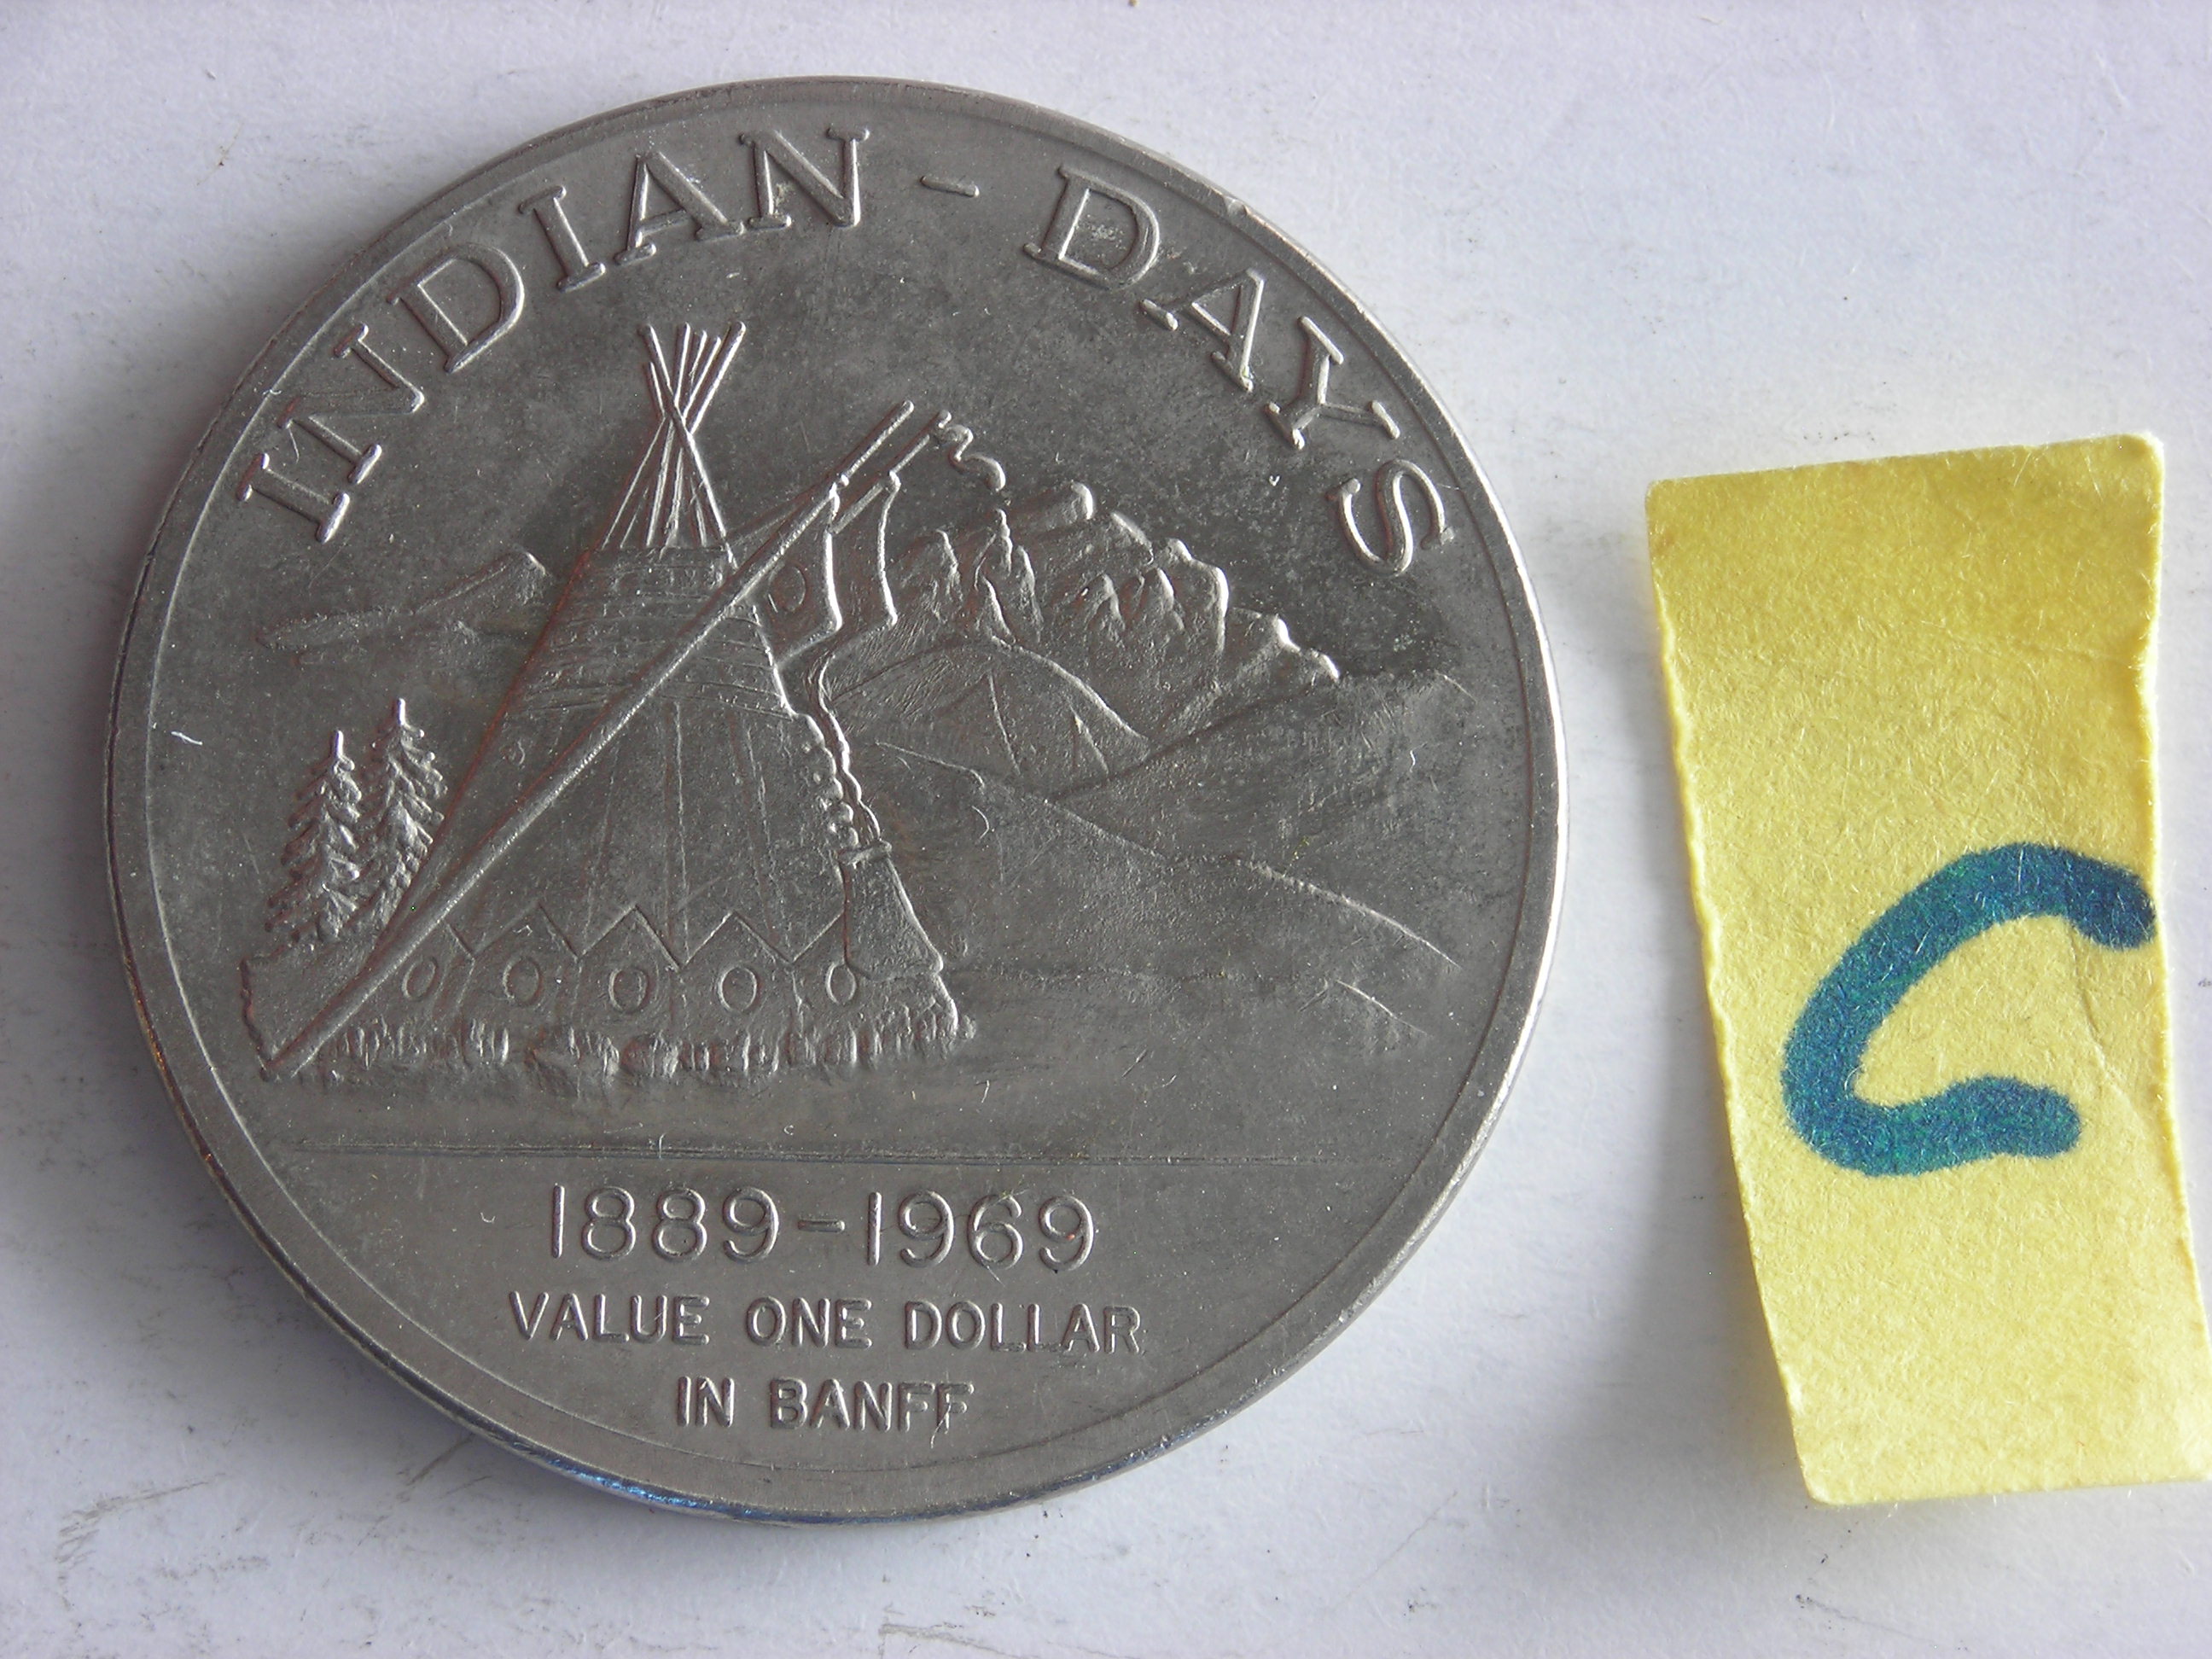 INDIAN - DAYS
1889-1969
VALUE ONE DOLLAR
IN BANFF
C